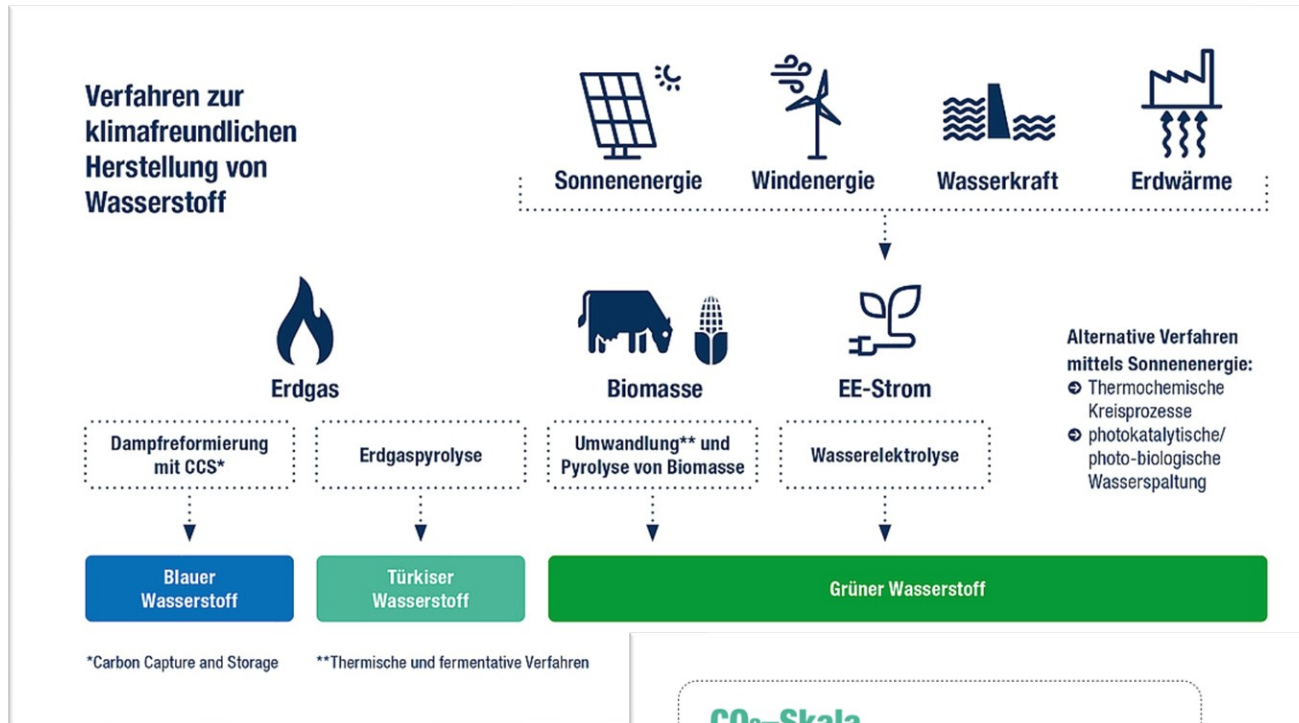 Verfahren zur
klimafreundlichen
Herstellung von
Wasserstoff
Sonnenenergie
Windenergie
Wasserkraft
Erdwärme
Erdgas
Biomasse
EE-Strom
Alternative Verfahren
mittels Sonnenenergie:
Thermochemische
Kreisprozesse
photokatalytische/
photo-biologische
Wasserspaltung
Dampfreformierung
mit CCS*
Erdgaspyrolyse
Umwandlung** und
Pyrolyse von Biomasse
Wasserelektrolyse
Blauer
Wasserstoff
Türkiser
Wasserstoff
Grüner Wasserstoff
*Carbon Capture and Storage
**Thermische und fermentative Verfahren
CO₂–Skala